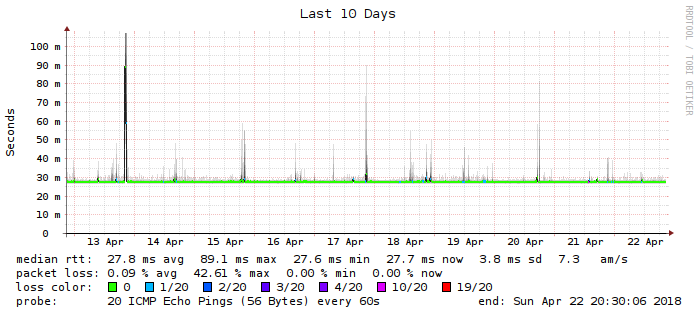 Last 10 Days
RRDTOOL / TOBI OETIKER
Seconds
100 m
90 m
80 m
70 m
60 m
50 m
40 m
30 m
20 m
10 m
0
13 Apr 14 Apr 15 Apr 16 Apr 17 Apr 18 Apr 19 Apr 20 Apr 21 Apr 22 Apr
median rtt: 27.8 ms avg 89.1 ms max 27.6 ms min 27.7 ms now 3.8 ms sd 7.3 am/s
packet loss: 0.09 % avg 42.61 % max 0.00 % min 0.00 % now
loss color: 0 1/20 2/20 3/20 4/20 10/20 19/20
probe: 20 ICMP Echo Pings (56 Bytes) every 60s end: Sun Apr 22 20:30:06 2018